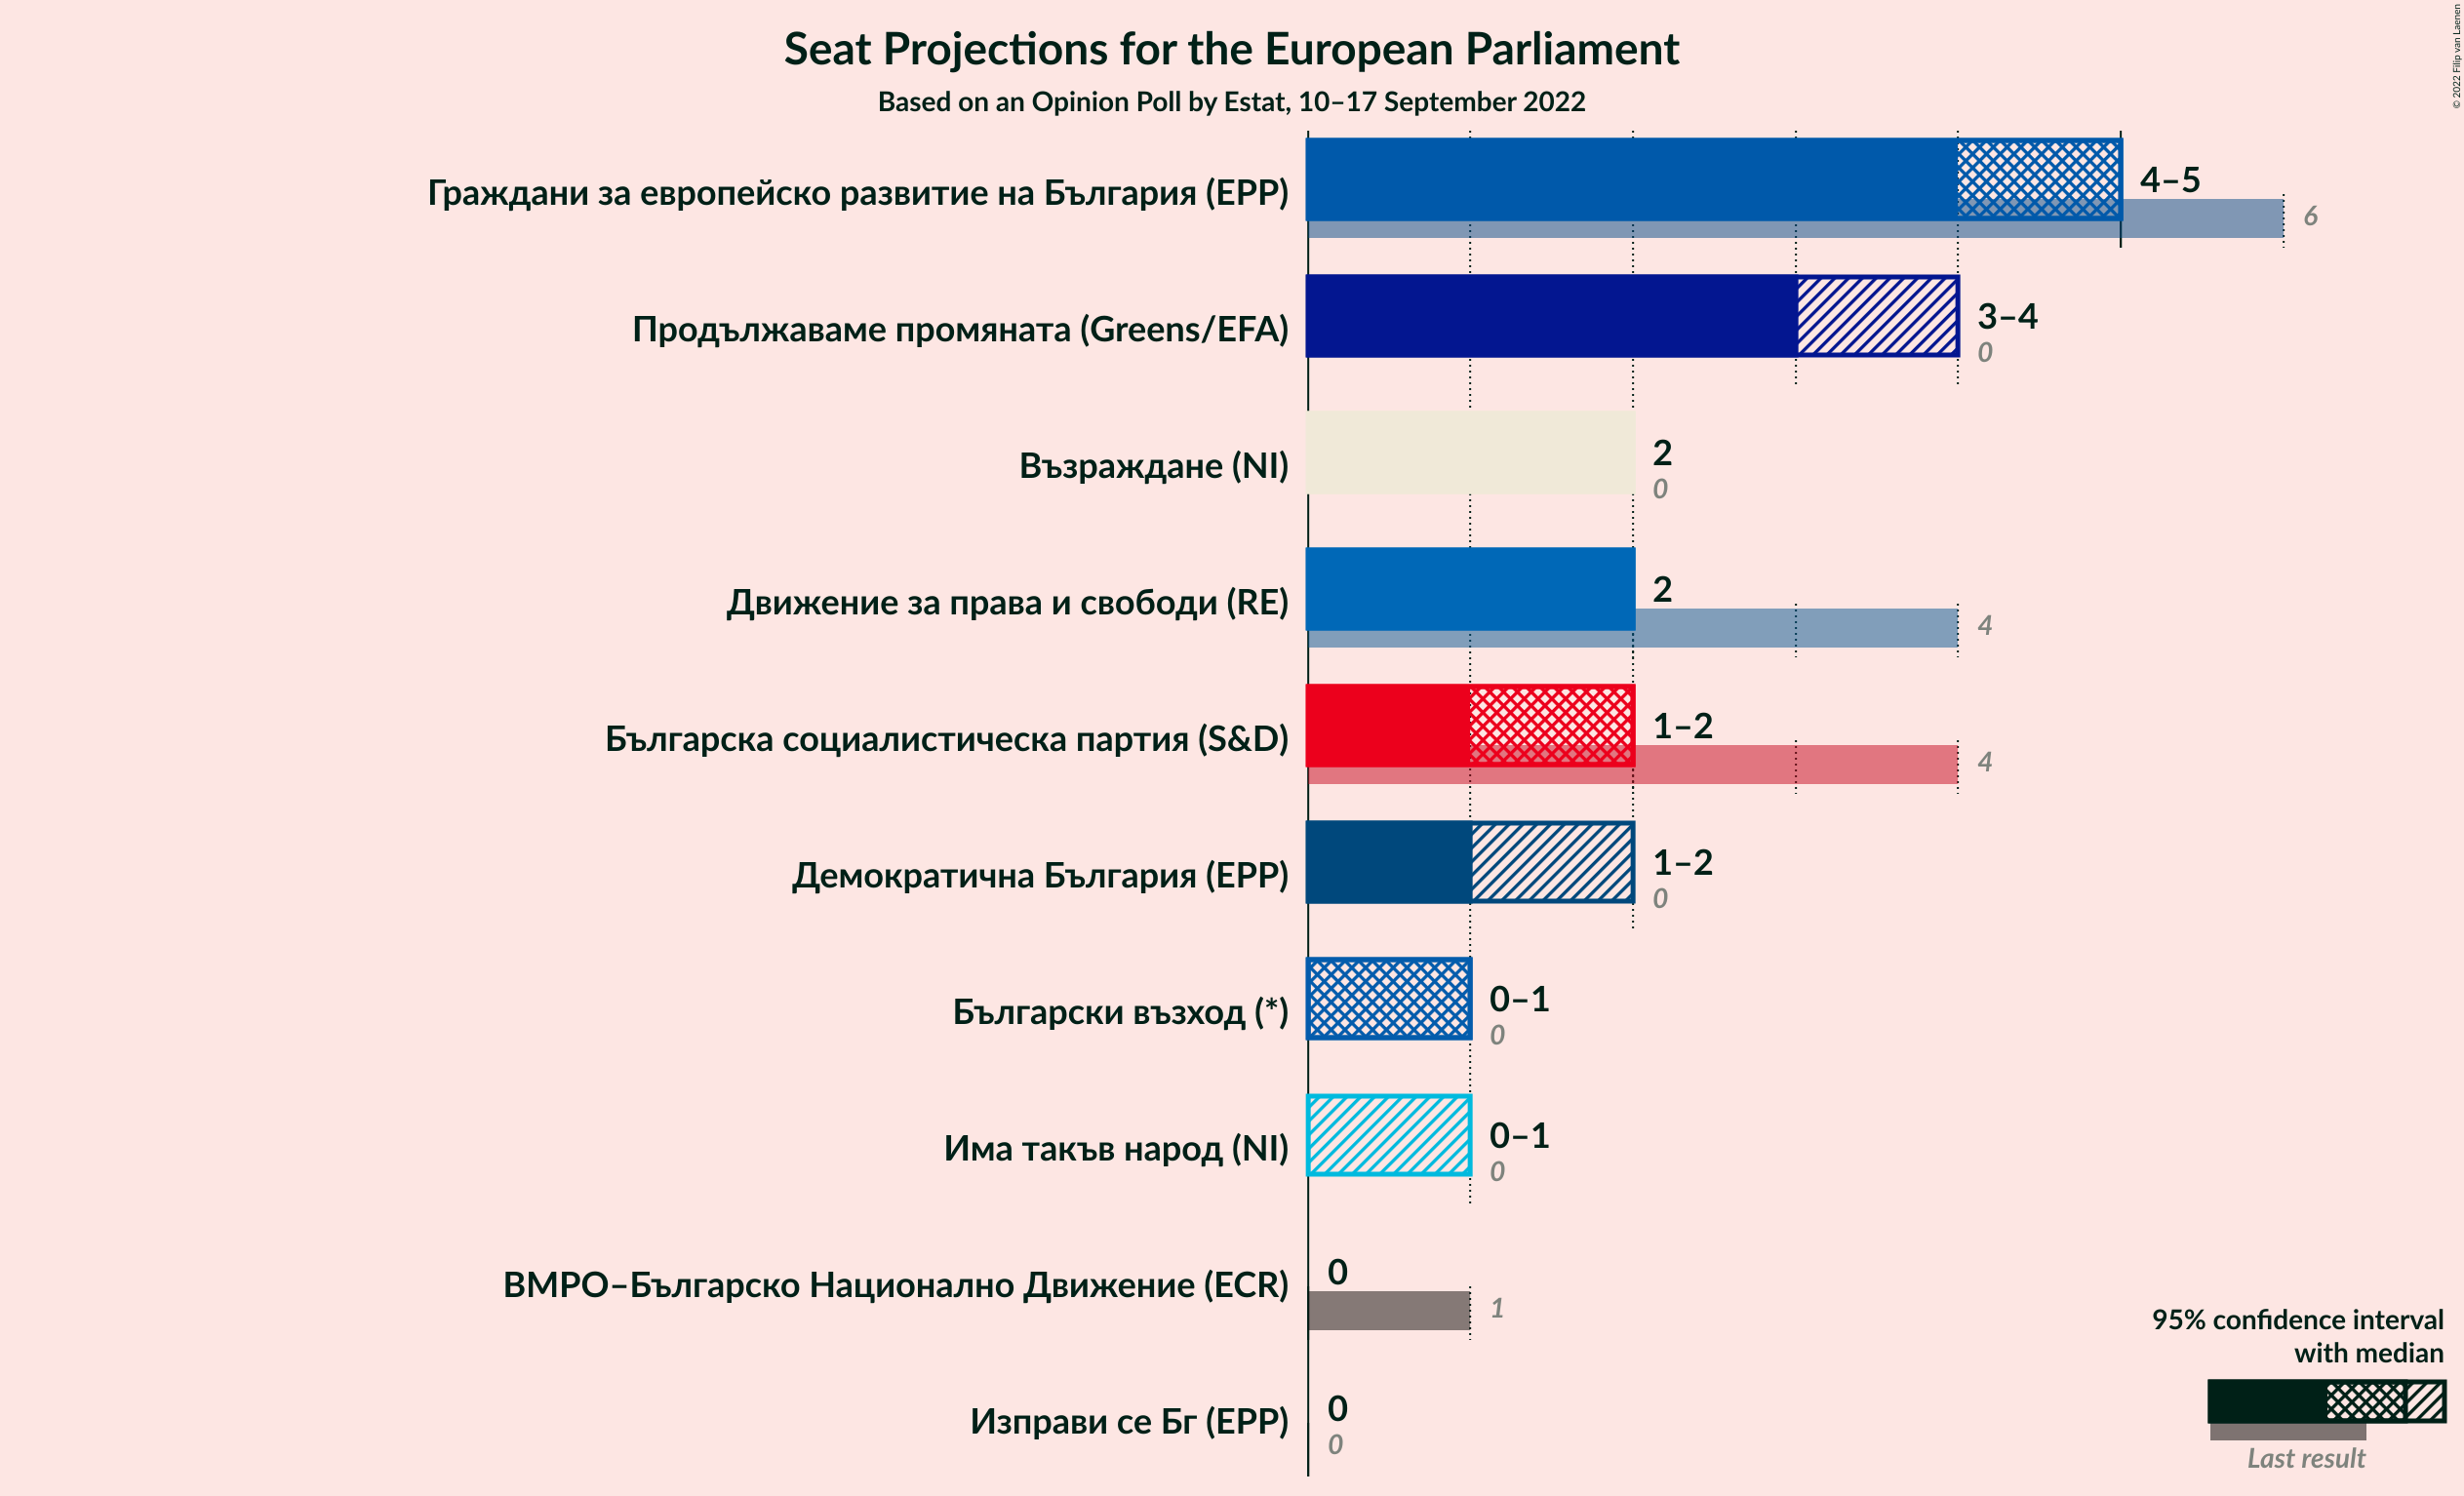 Seat Projections for the European Parliament
Based on an Opinion Poll by Estat, 10–17 September 2022
© 2022 Filip van Laenen
Граждани за европейско развитие на България (EPP)
4–5
6
Продължаваме промяната (Greens/EFA)
3–4
0
Възраждане (NI)
2
0
Движение за права и свободи (RE)
2
4
Българска социалистическа партия (S&D)
1–2
4
Демократична България (EPP)
1–2
0
Български възход (*)
0–1
0
Има такъв народ (NI)
0–1
0
ВМРО–Българско Национално Движение (ECR)
0
1
Изправи се Бг (EPP)
0
0
95% confidence interval
with median
Last result